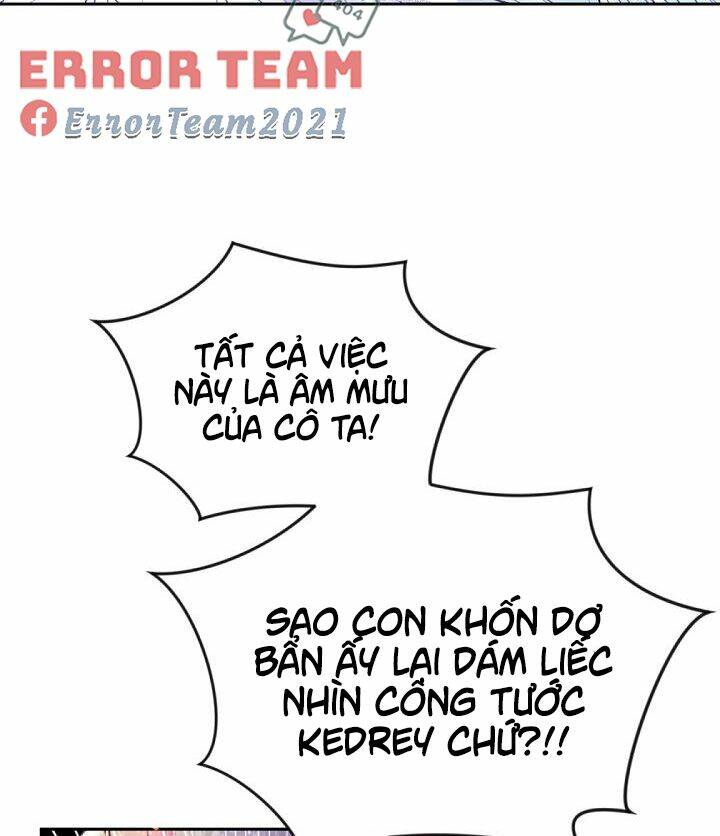 404
ERROR TEAM
ErrorTeam2021
TẤT CẢ VIỆC
NÀY LÀ ÂM MƯU
CỦA CÔ TA!
SAO CON KHỐN DƠ
BẨN ẤY LẠI DÁM LIẾC
NHÌN CÔNG TƯỚC
KEDREY CHỨ?!!